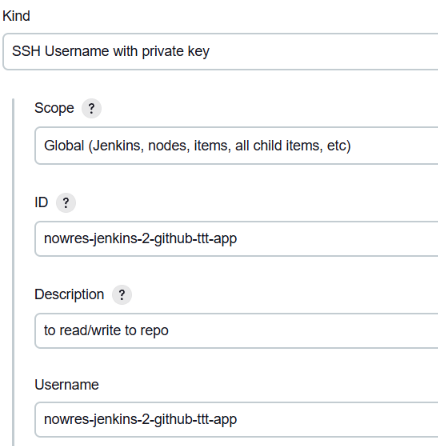 Kind
SSH Username with private key
Scope ?
Global (Jenkins, nodes, items, all child items, etc)
ID ?
nowres-jenkins-2-github-ttt-app
Description ?
to read/write to repo
Username
nowres-jenkins-2-github-ttt-app